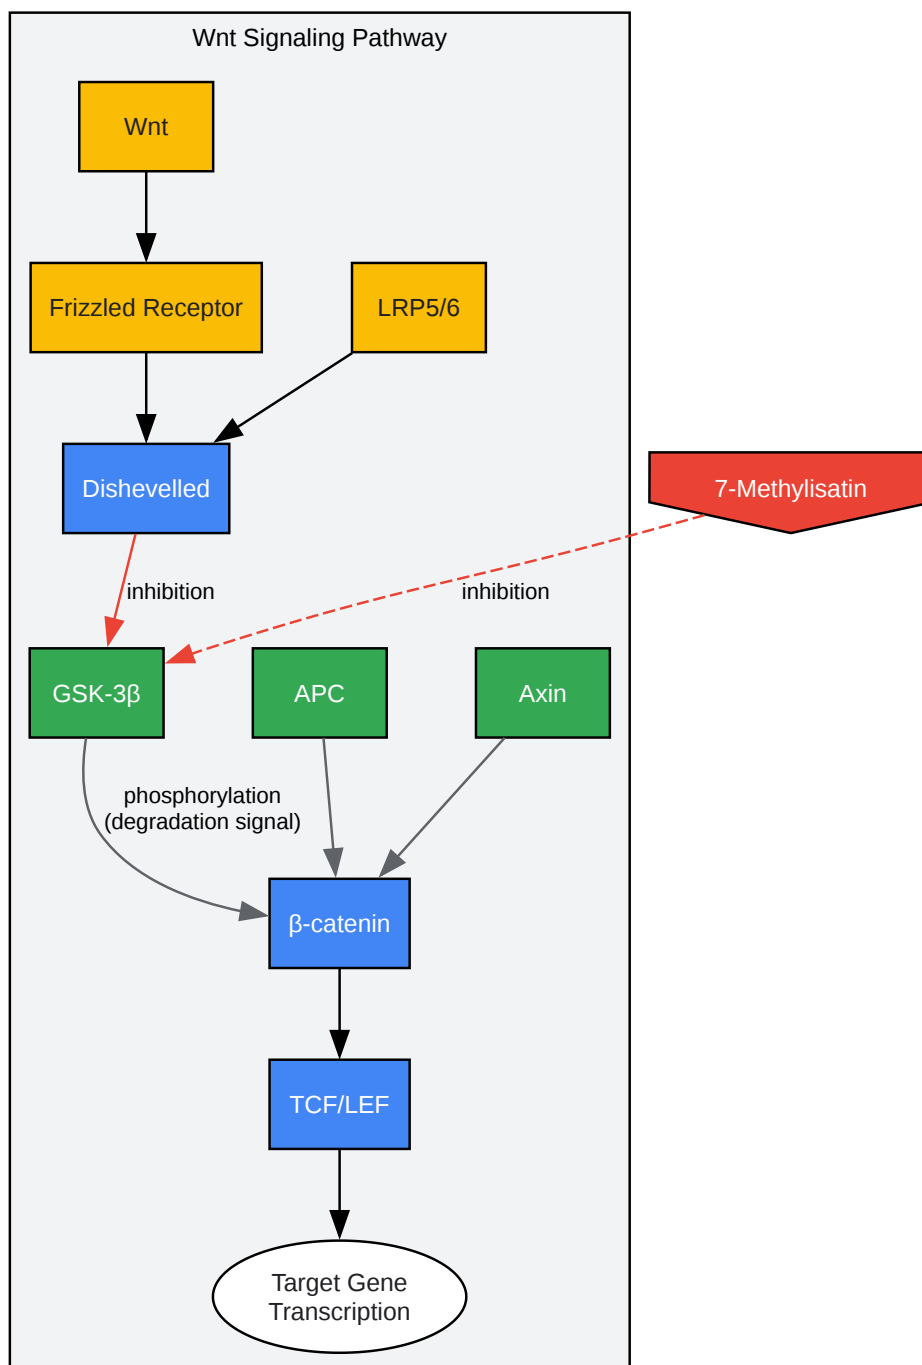 Wnt Signaling Pathway
Wnt
Frizzled Receptor
LRP5/6
Dishevelled
7-Methylisatin
inhibition
inhibition
GSK-3β
APC
Axin
phosphorylation
(degradation signal)
β-catenin
TCF/LEF
Target Gene
Transcription